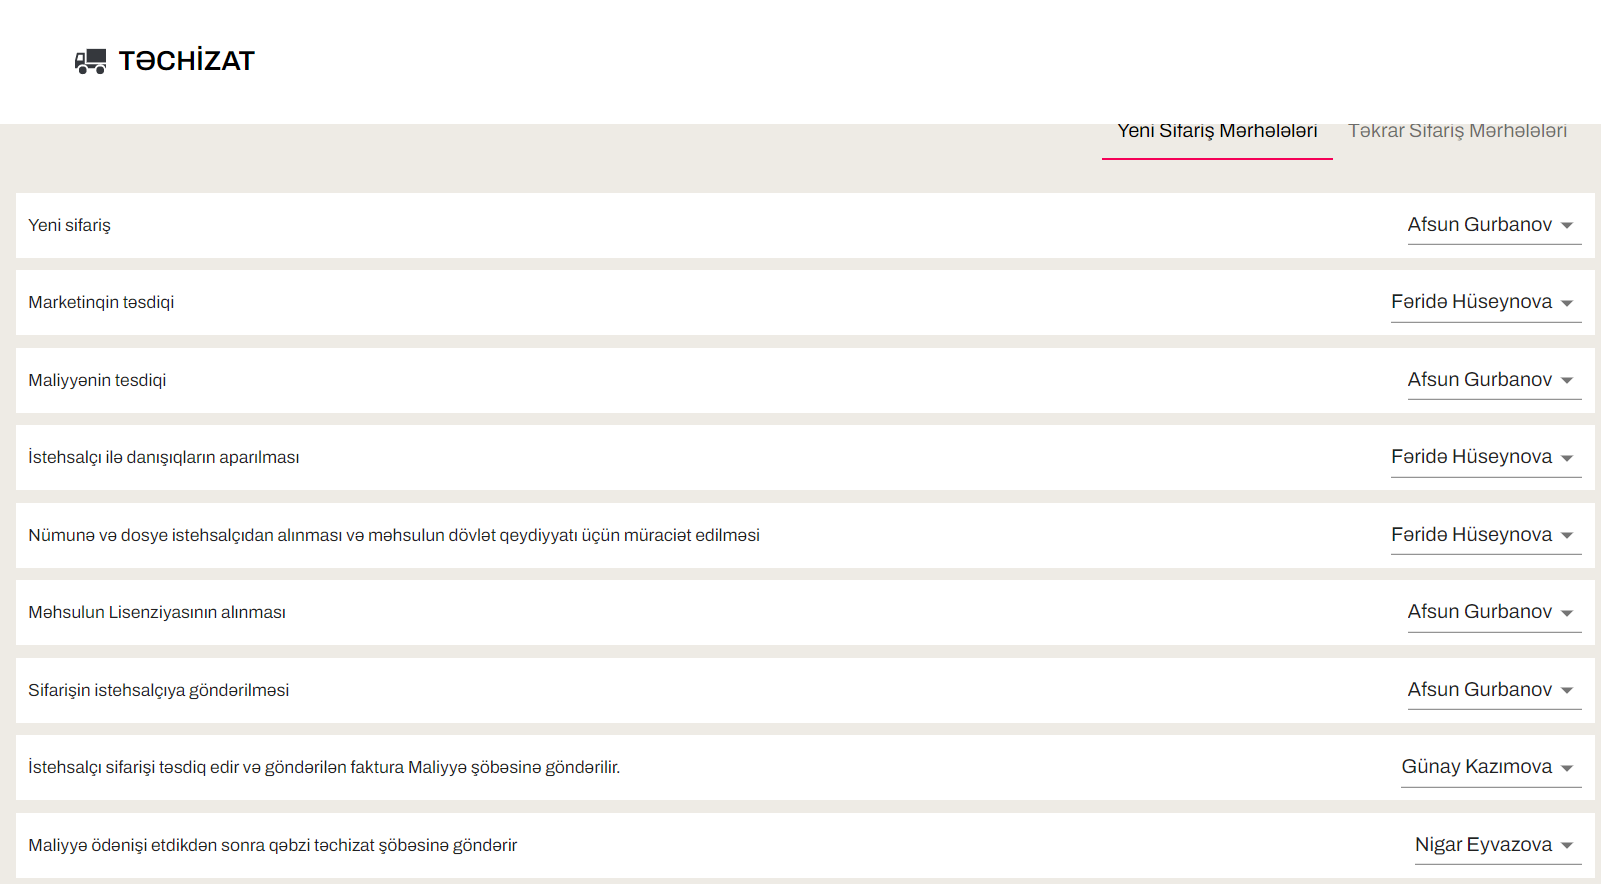 TƏCHİZAT
Yeni Sifariş Mərhələləri Təkrar Sifariş Mərhələləri
Yeni sifariş Afsun Gurbanov
Marketinqin təsdiqi Fəridə Hüseynova
Maliyyənin tesdiqi Afsun Gurbanov
İstehsalçı ilə danışıqların aparılması Fəridə Hüseynova
Nümunə və dosye istehsalçıdan alınması və məhsulun dövlət qeydiyyatı üçün müraciət edilməsi Fəridə Hüseynova
Məhsulun Lisenziyasının alınması Afsun Gurbanov
Sifarişin istehsalçıya göndərilməsi Afsun Gurbanov
İstehsalçı sifarişi təsdiq edir və göndərilən faktura Maliyyə şöbəsinə göndərilir. Günay Kazımova
Maliyyə ödənişi etdikdən sonra qəbzi təchizat şöbəsinə göndərir Nigar Eyvazova